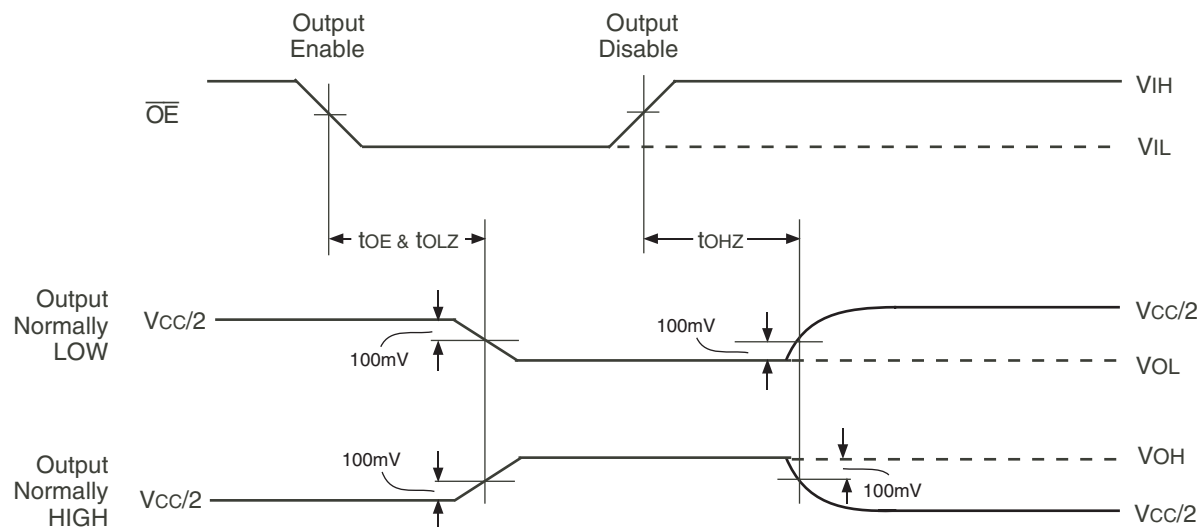 Output
Enable
Output
Disable
OE
VIH
VIL
tOE & tOLZ
tOHZ
Output
Normally
LOW
VCC/2
100mV
100mV
VCC/2
VOL
Output
Normally
HIGH
VCC/2
100mV
VOH
100mV
VCC/2